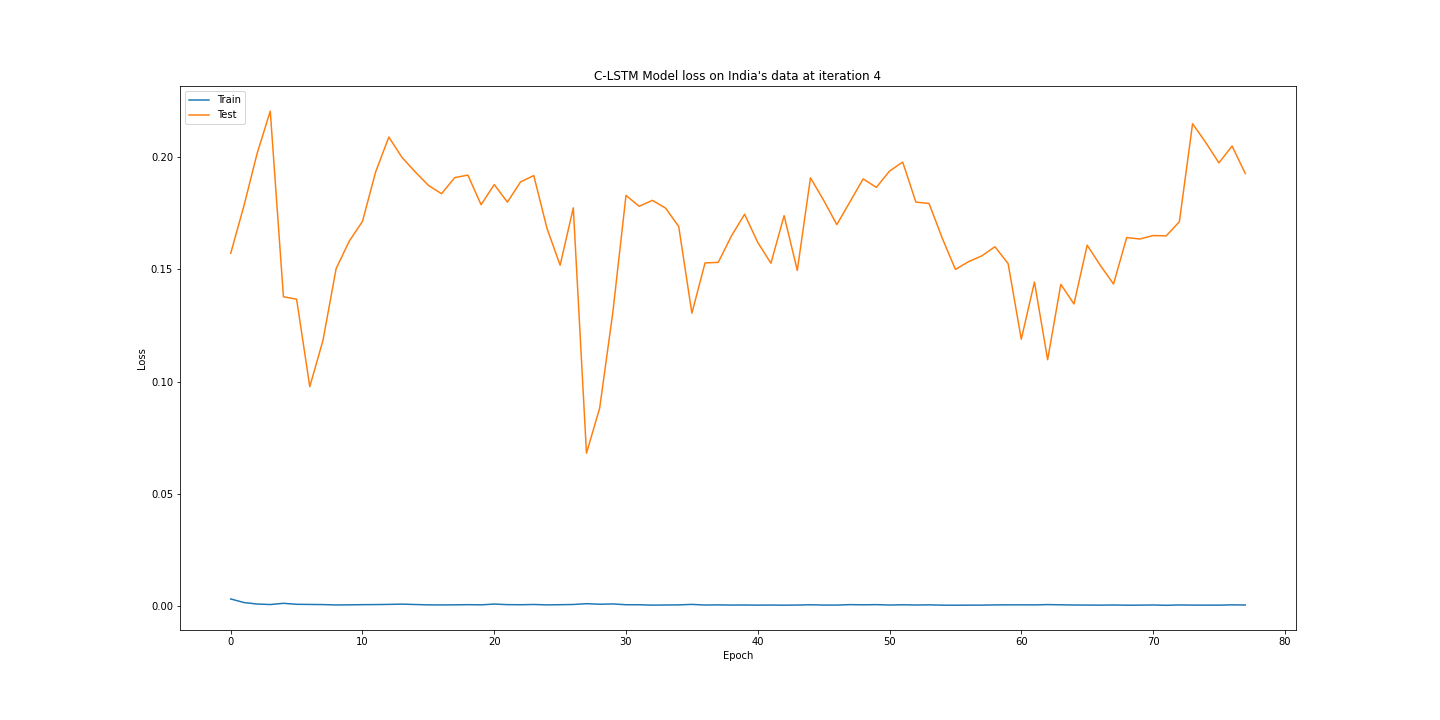 C-LSTM Model loss on India's data at iteration 4
Train
Test
0.20
0.15
0.10
0.05
0.00
Loss
0 10 20 30 40 50 60 70 80
Epoch